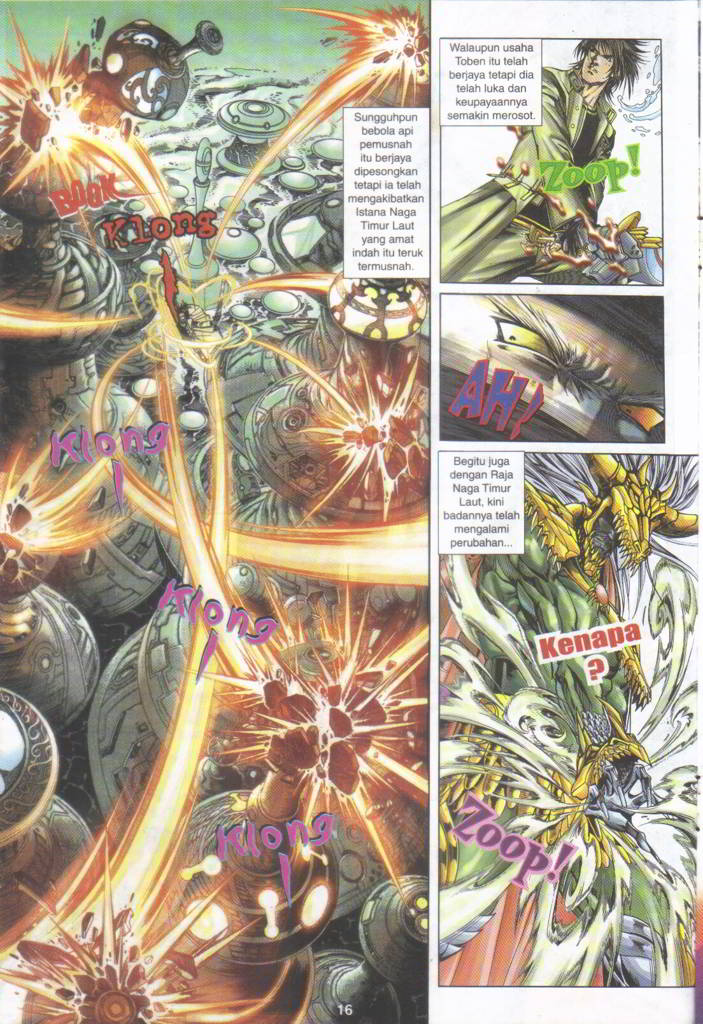 Sungguhpun
bebola api
pemusnah
itu berjaya
dipesongkan
tetapi ia telah
mengakibatkan
Istana Naga
Timur Laut
yang amat
indah itu teruk
termusnah.
BOOK
Klong
!
Klong
!
Klong
!
Klong
!
16
Walaupun usaha
Toben itu telah
berjaya tetapi dia
telah luka dan
keupayaannya
semakin merosot.
Zoop!
AH!
Begitu juga
dengan Raja
Naga Timur
Laut, kini
badannya telah
mengalami
perubahan...
Kenapa
?
Zoop!